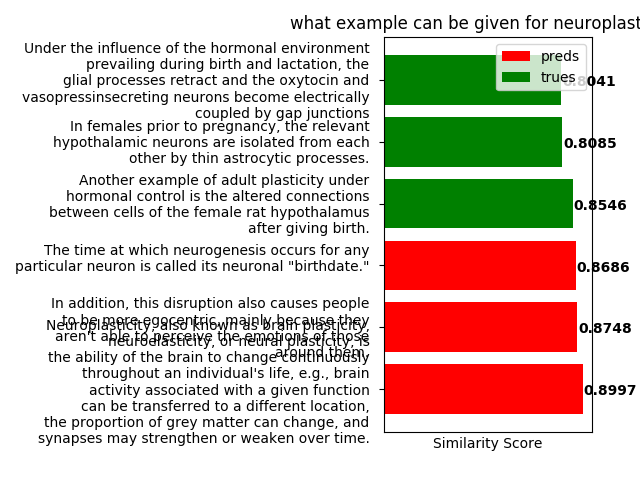 what example can be given for neuroplast
Under the influence of the hormonal environment
prevailing during birth and lactation, the
glial processes retract and the oxytocin and
vasopressinsecreting neurons become electrically
coupled by gap junctions
In females prior to pregnancy, the relevant
hypothalamic neurons are isolated from each
other by thin astrocytic processes.
Another example of adult plasticity under
hormonal control is the altered connections
between cells of the female rat hypothalamus
after giving birth.
The time at which neurogenesis occurs for any
particular neuron is called its neuronal "birthdate."
In addition, this disruption also causes people
to be more egocentric, mainly because they
aren't able to perceive the emotions of those
around them.
Neuroplasticity, also known as brain plasticity,
neuroelasticity, or neural plasticity, is
the ability of the brain to change continuously
throughout an individual's life, e.g., brain
activity associated with a given function
can be transferred to a different location,
the proportion of grey matter can change, and
synapses may strengthen or weaken over time.
preds
trues
0.8041
0.8085
0.8546
0.8686
0.8748
0.8997
Similarity Score